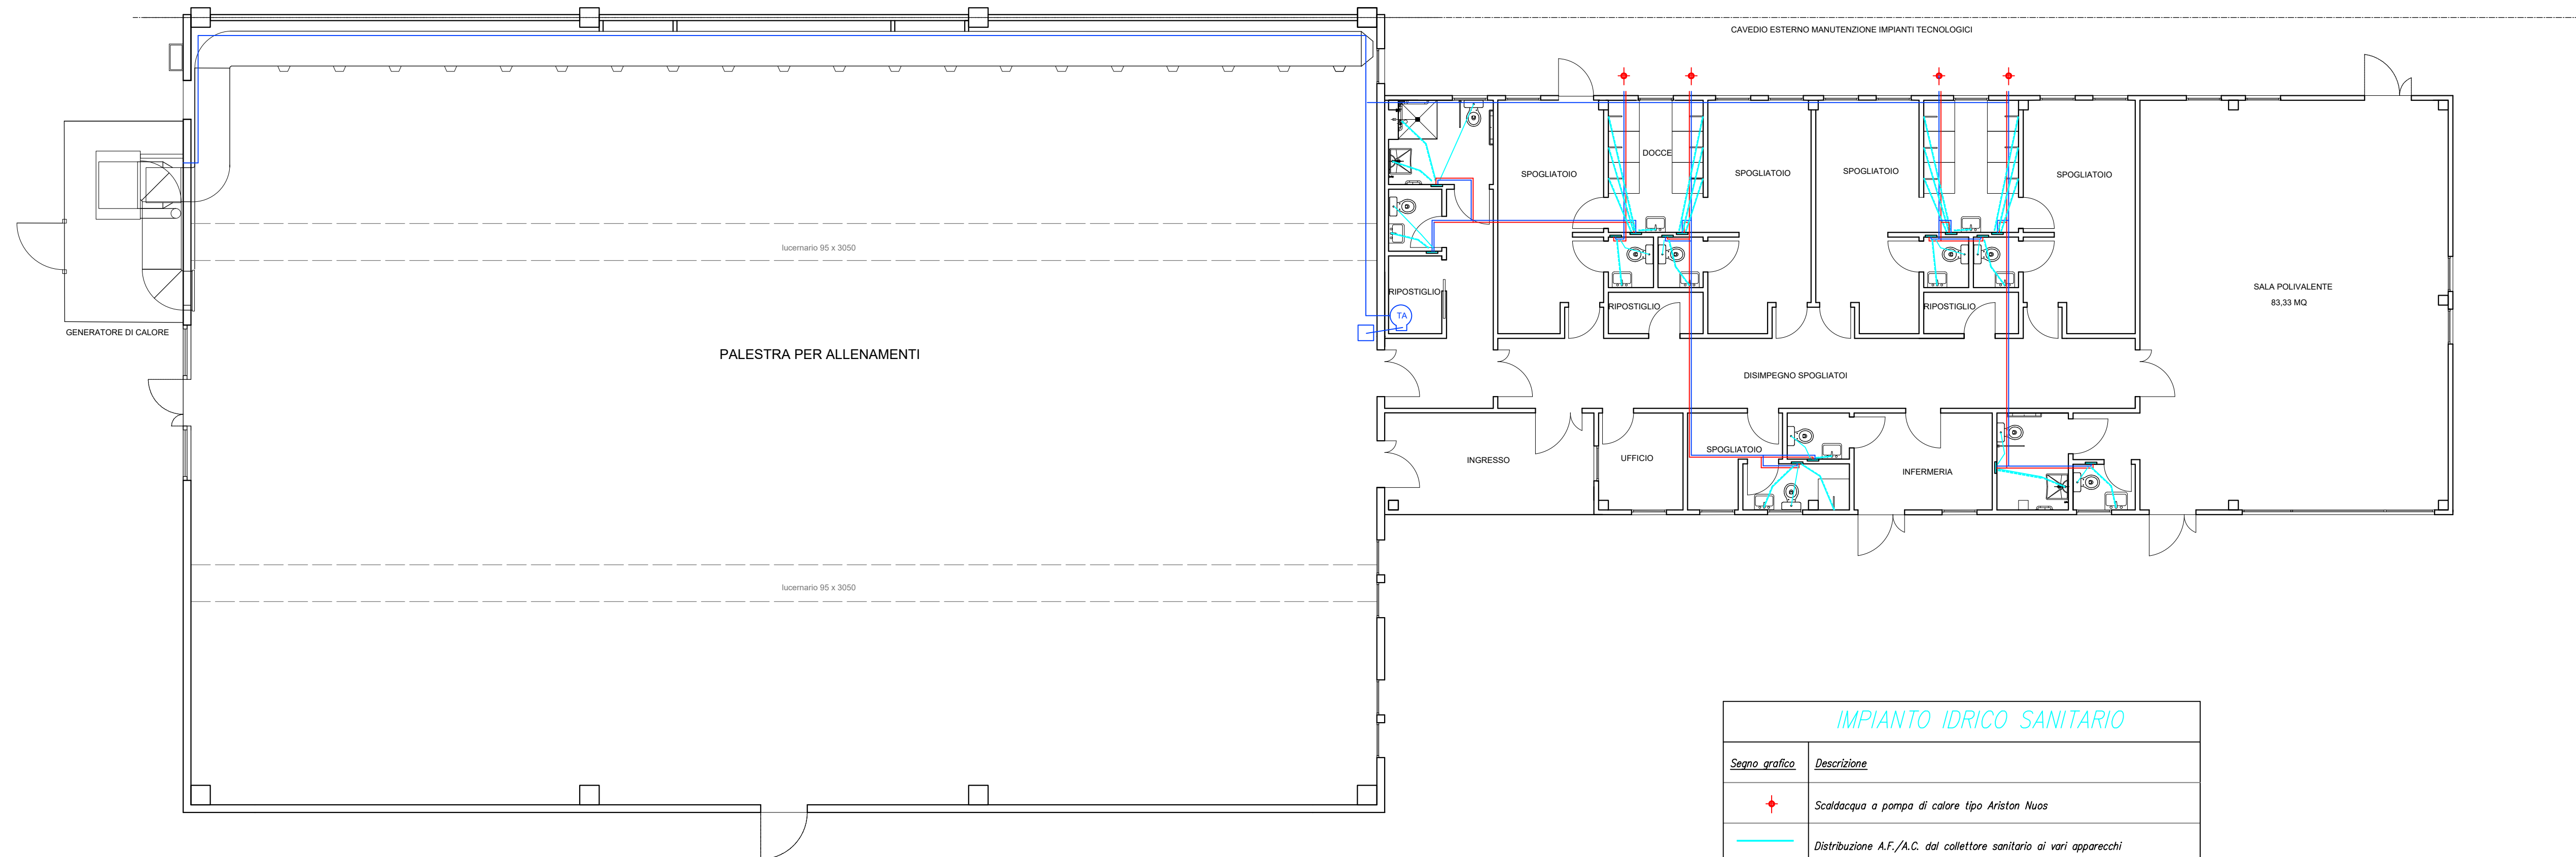 CAVEDIO ESTERNO MANUTENZIONE IMPIANTI TECNOLOGICI
DOCCE
SPOGLIATOIO
SPOGLIATOIO
SPOGLIATOIO
SPOGLIATOIO
lucernario 95 x 3050
RIPOSTIGLIO
RIPOSTIGLIO
RIPOSTIGLIO
SALA POLIVALENTE
83,33 MQ
TA
GENERATORE DI CALORE
PALESTRA PER ALLENAMENTI
DISIMPEGNO SPOGLIATOI
SPOGLIATOIO
INGRESSO
UFFICIO
INFERMERIA
lucernario 95 x 3050
IMPIANTO IDRICO SANITARIO
Segno grafico
Descrizione
Scaldacqua a pompa di calore tipo Ariston Nuos
Distribuzione A.F./A.C. dal collettore sanitario ai vari apparecchi